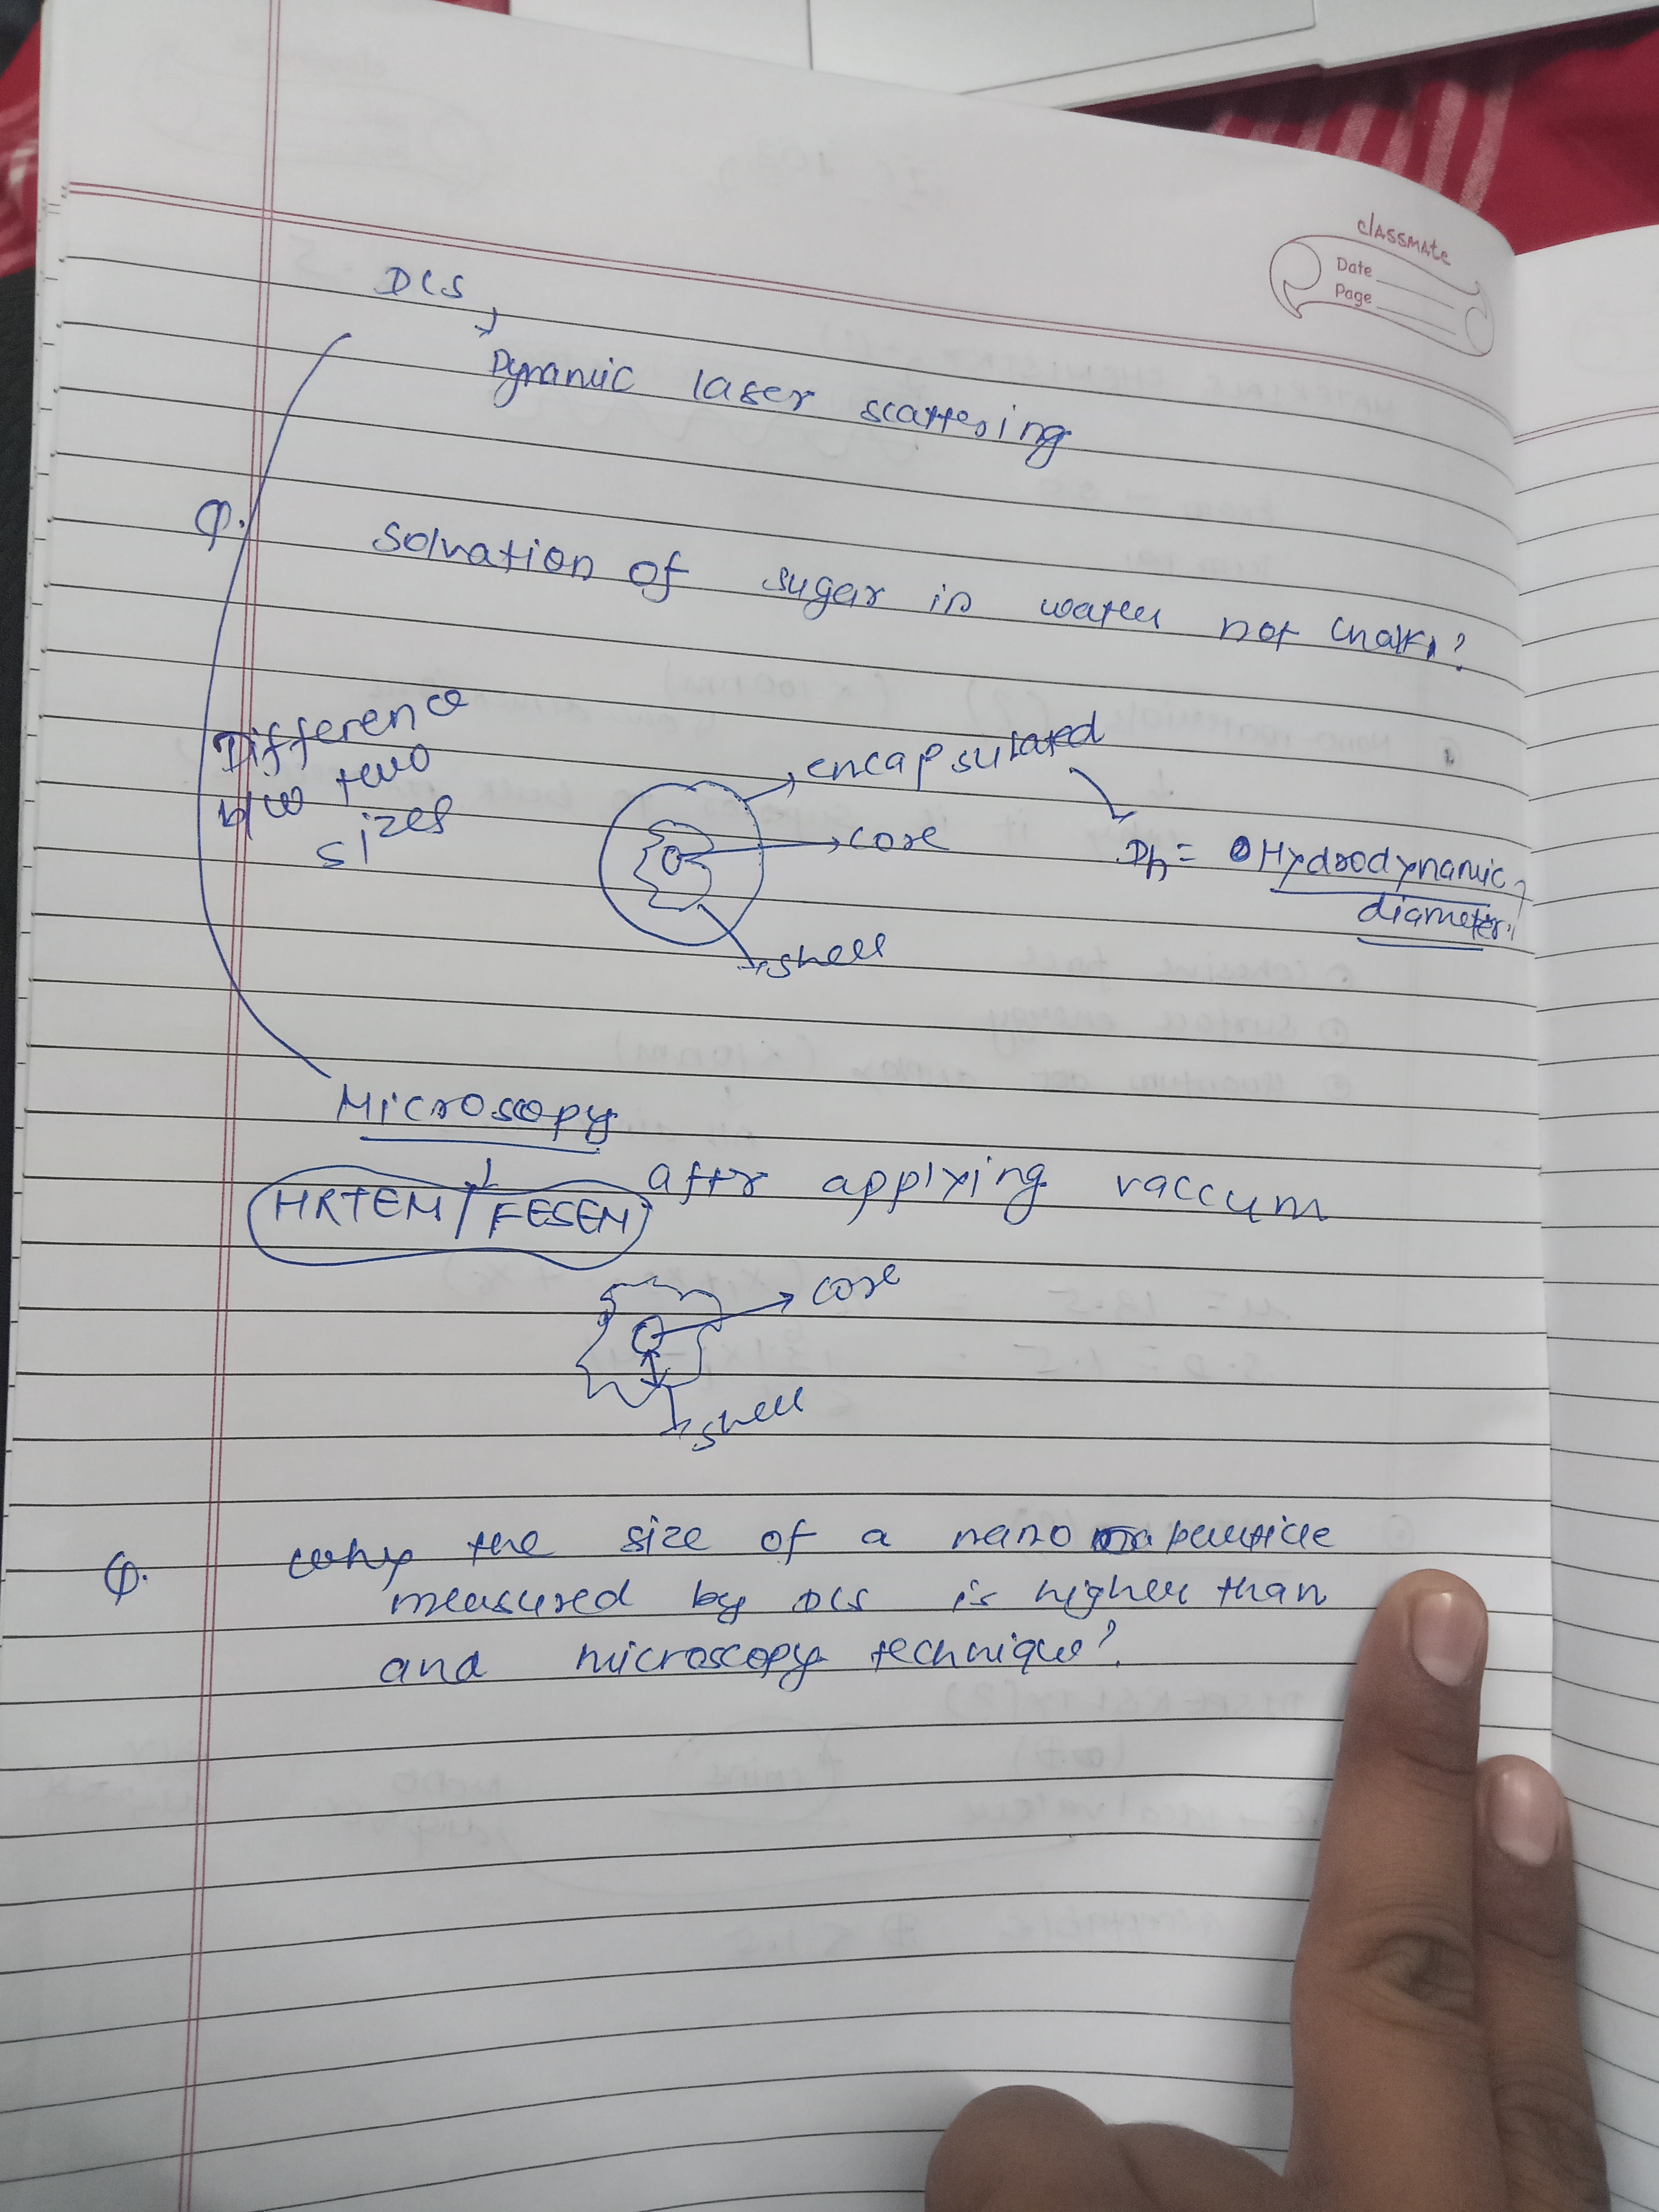 classmate
Date
Page
DLS
Dynamic laser scattering
Q. Solvation of sugar in water not chalk?
Difference
b/w two
sizes
encapsulated
core
Dh = Hydrodynamic
diameter
shell
Microscopy
HRTEM/FESEM after applying vaccum
core
shell
Q. why the size of a nano particle
measured by DLS is higher than
and microscopy technique?